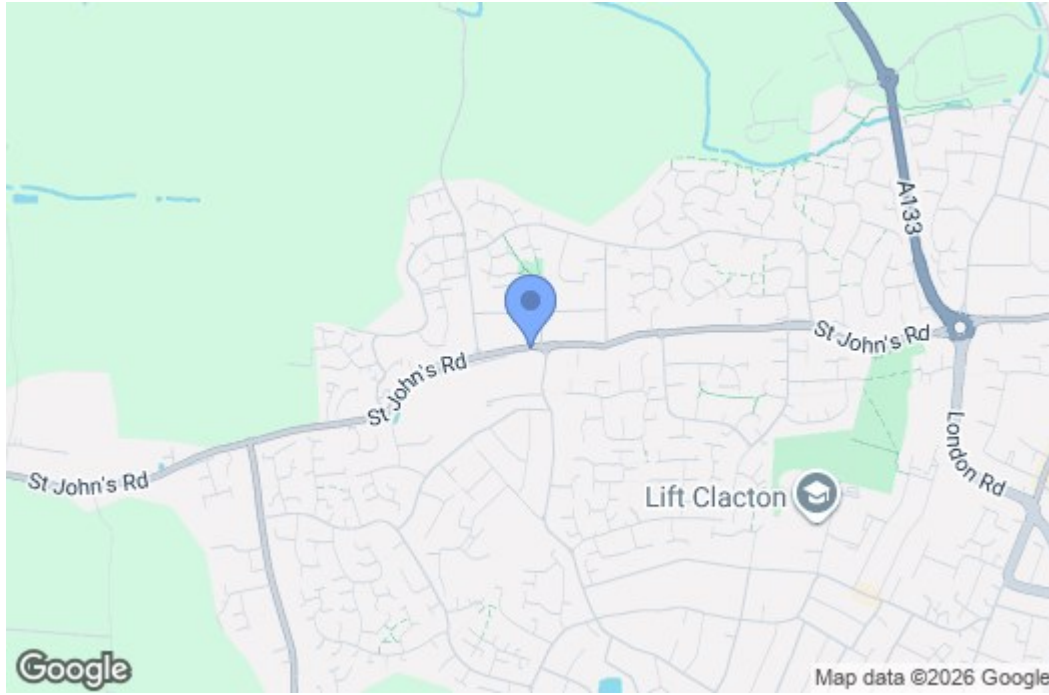 A133
St John's Rd
St John's Rd
London Rd
St John's Rd
Lift Clacton
Google
Map data ©2026 Google